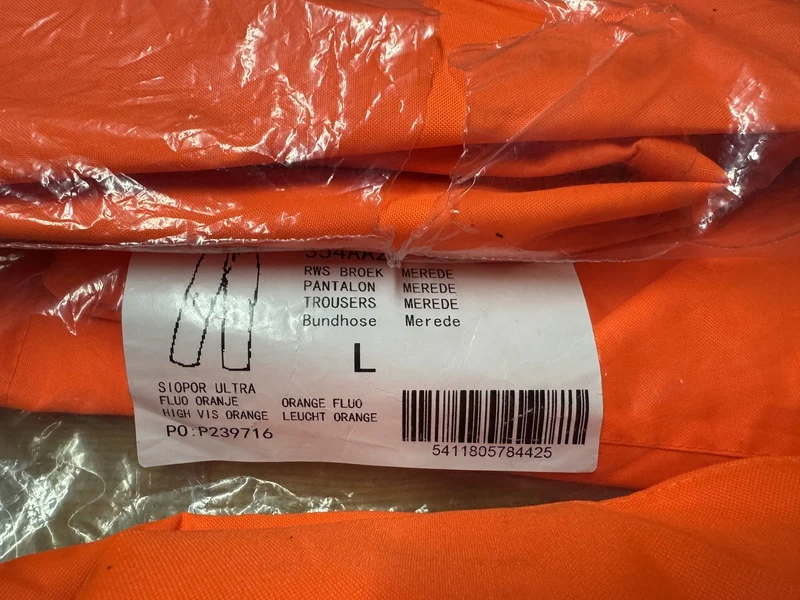 RWS BROEK MEREDE
PANTALON MEREDE
TROUSERS MEREDE
Bundhose Merede
L
SIOPOR ULTRA
FLUO ORANJE ORANGE FLUO
HIGH VIS ORANGE LEUCHT ORANGE
PO:P239716
5411805784425